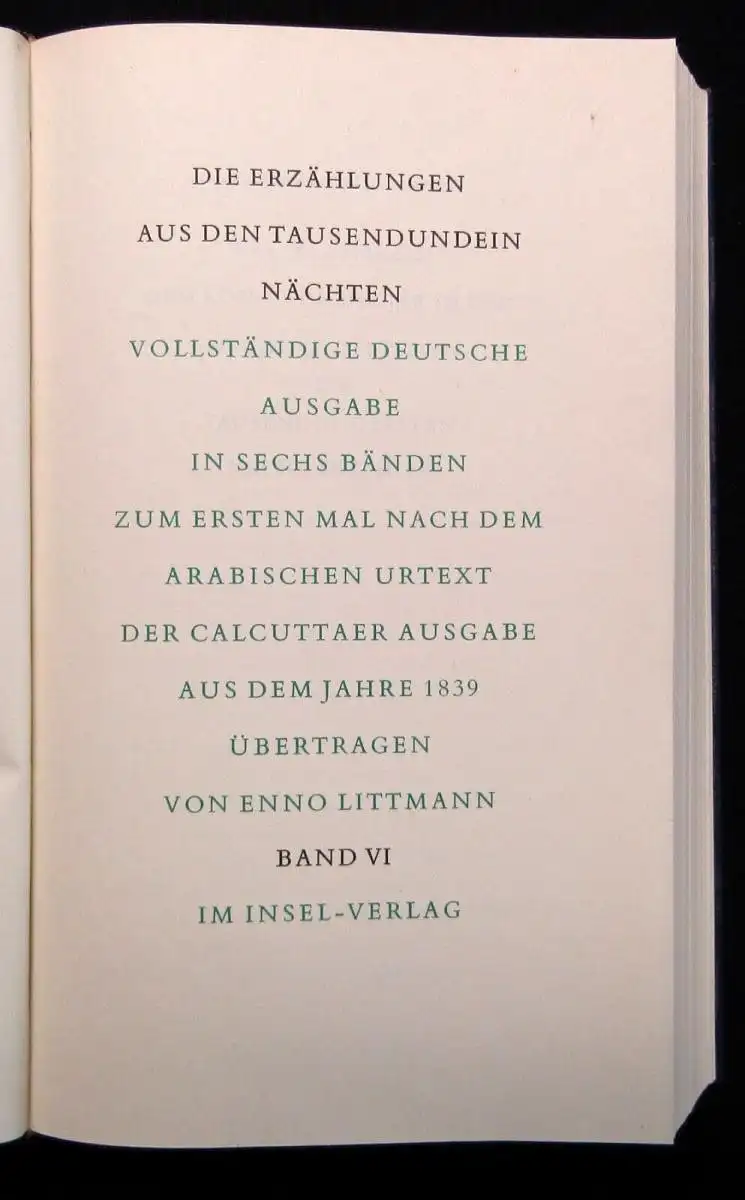 DIE ERZÄHLUNGEN
AUS DEN TAUSENDUNDEIN
NÄCHTEN
VOLLSTÄNDIGE DEUTSCHE
AUSGABE
IN SECHS BÄNDEN
ZUM ERSTEN MAL NACH DEM
ARABISCHEN URTEXT
DER CALCUTTAER AUSGABE
AUS DEM JAHRE 1839
ÜBERTRAGEN
VON ENNO LITTMANN
BAND VI
IM INSEL-VERLAG